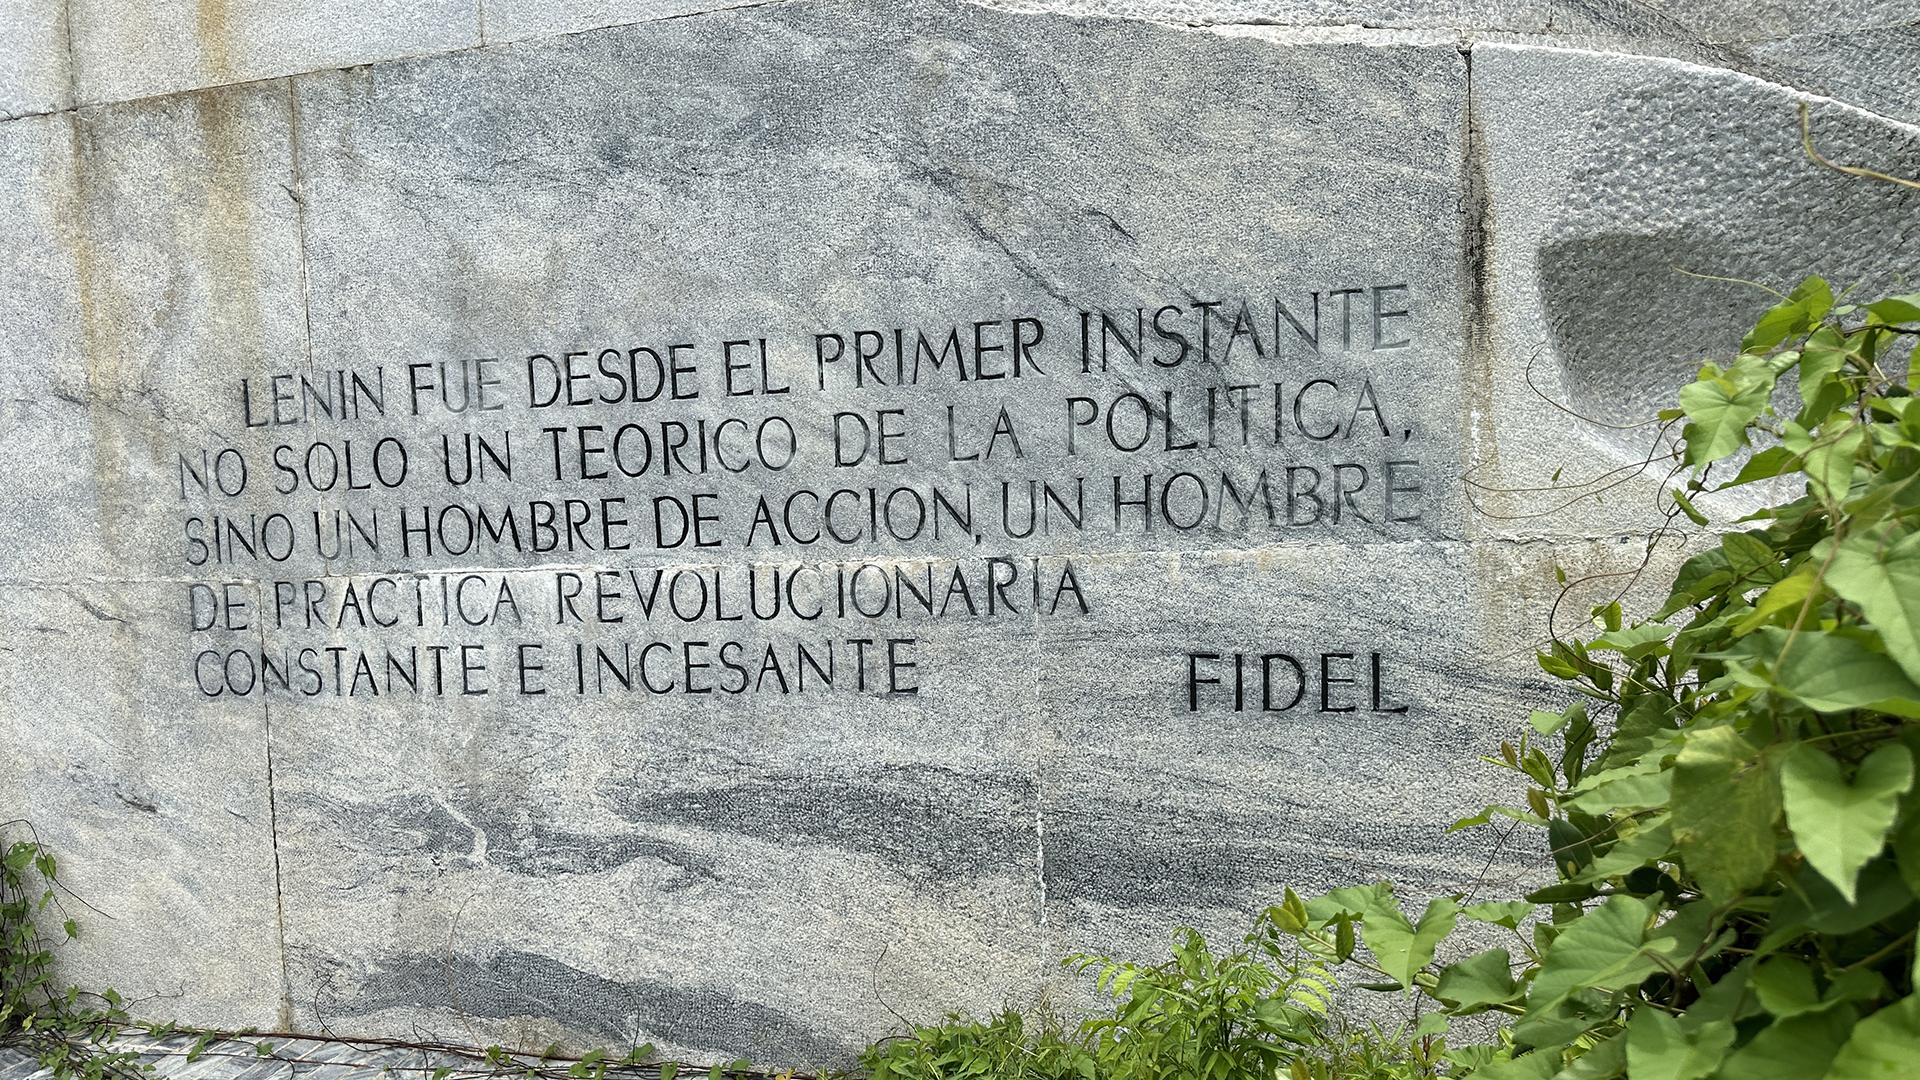 LENIN FUE DESDE EL PRIMER INSTANTE
NO SOLO UN TEORICO DE LA POLITICA,
SINO UN HOMBRE DE ACCION, UN HOMBRE
DE PRACTICA REVOLUCIONARIA
CONSTANTE E INCESANTE
FIDEL